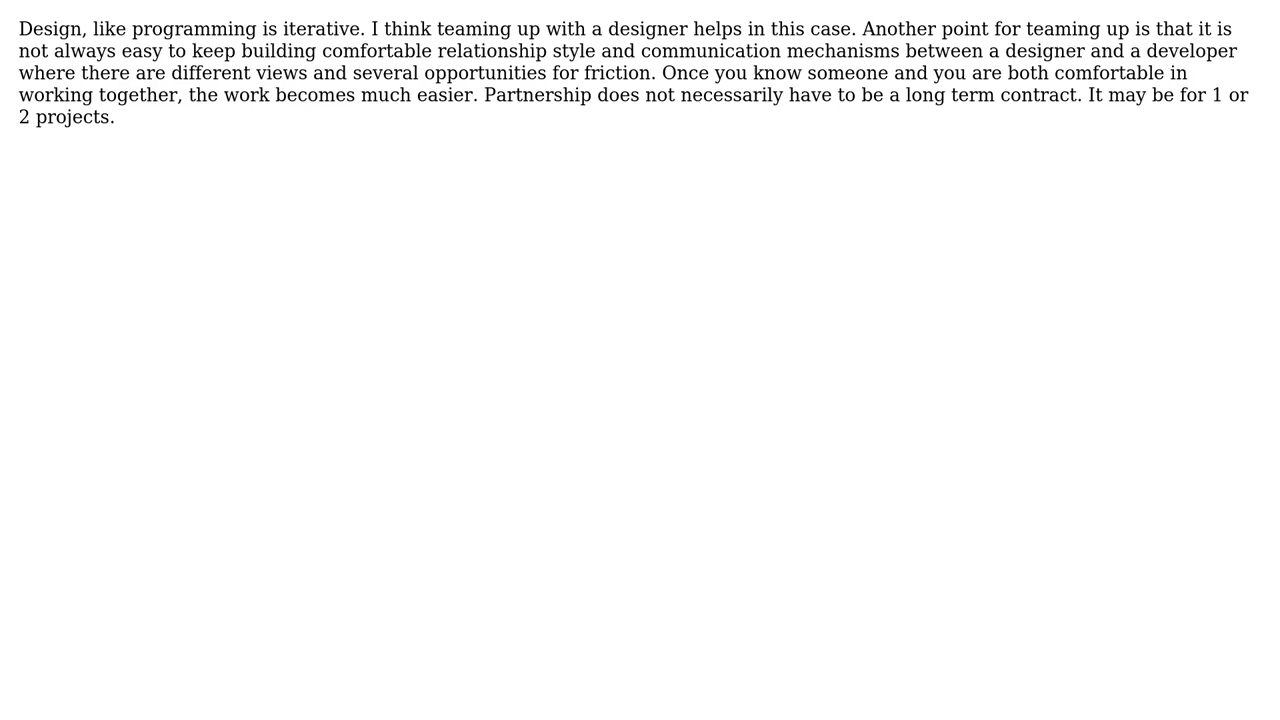 Design, like programming is iterative. I think teaming up with a designer helps in this case. Another point for teaming up is that it is
not always easy to keep building comfortable relationship style and communication mechanisms between a designer and a developer
where there are different views and several opportunities for friction. Once you know someone and you are both comfortable in
working together, the work becomes much easier. Partnership does not necessarily have to be a long term contract. It may be for 1 or
2 projects.